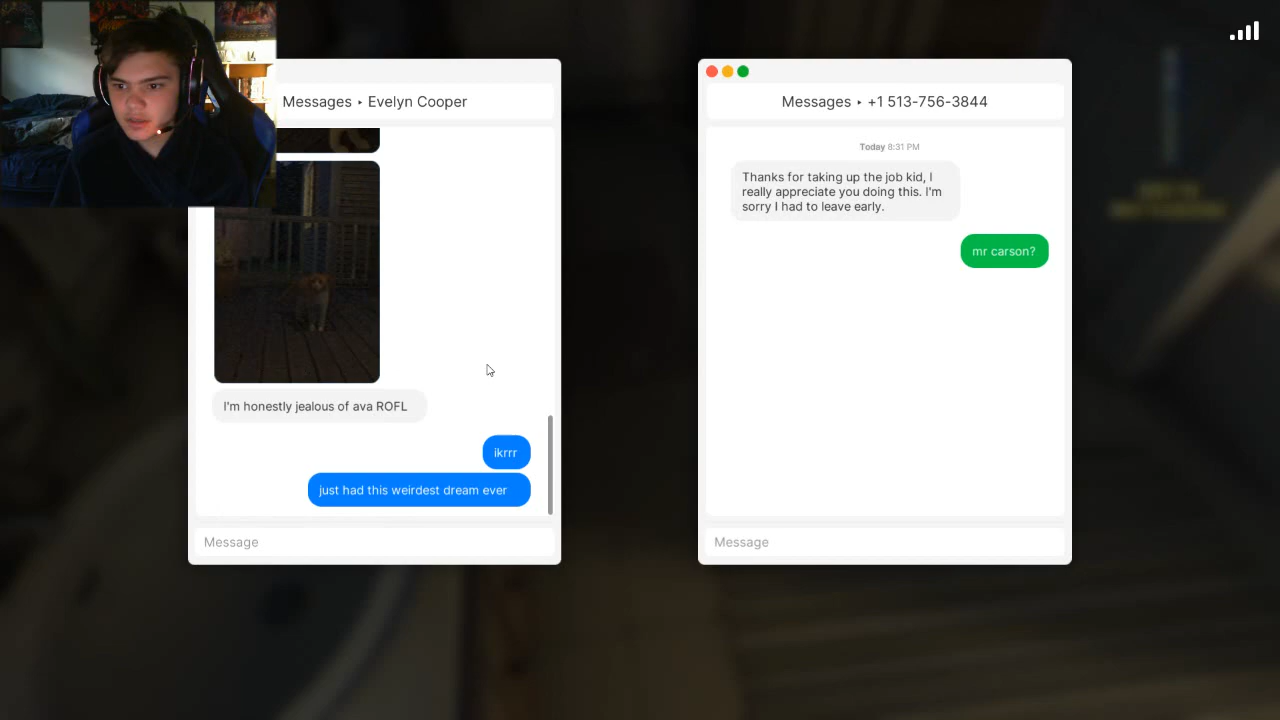 Messages ▸ Evelyn Cooper
I'm honestly jealous of ava ROFL
ikrrr
just had this weirdest dream ever
Message
Messages ▸ +1 513-756-3844
Today 8:31 PM
Thanks for taking up the job kid, I
really appreciate you doing this. I'm
sorry I had to leave early.
mr carson?
Message